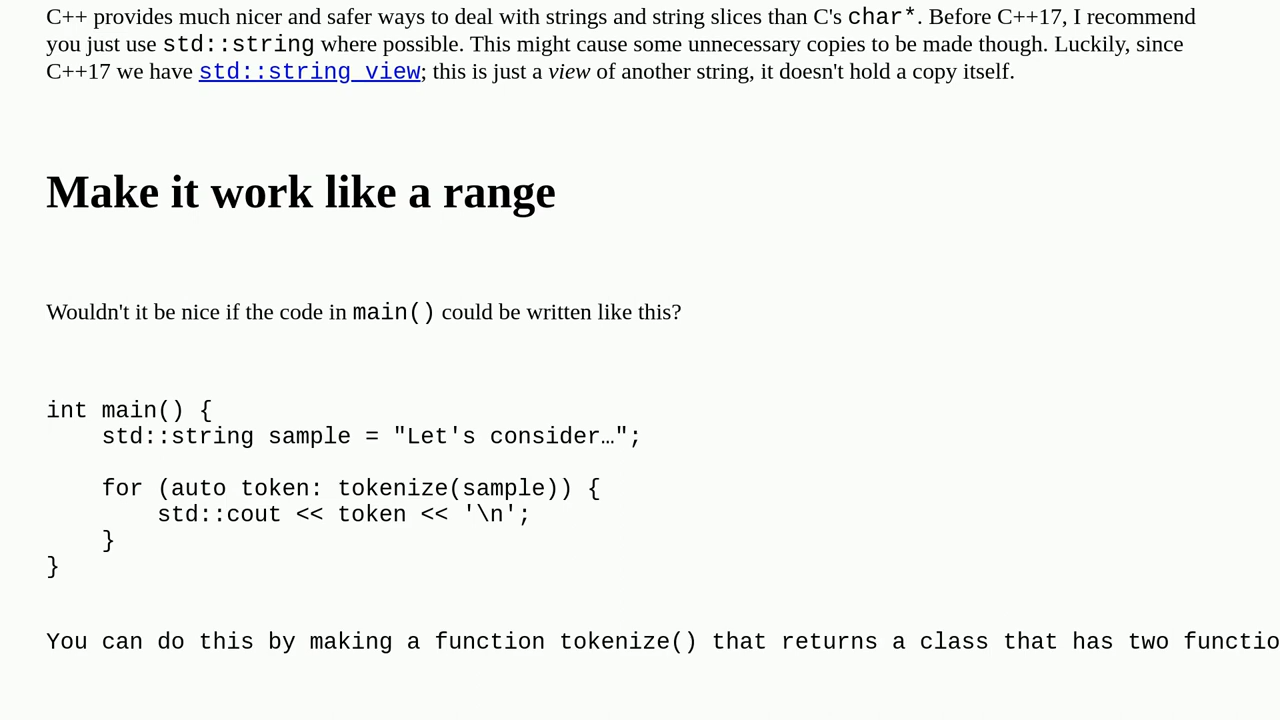 C++ provides much nicer and safer ways to deal with strings and string slices than C's char*. Before C++17, I recommend
you just use std::string where possible. This might cause some unnecessary copies to be made though. Luckily, since
C++17 we have std::string_view; this is just a view of another string, it doesn't hold a copy itself.
Make it work like a range
Wouldn't it be nice if the code in main() could be written like this?
int main() {
    std::string sample = "Let's consider…";
    for (auto token: tokenize(sample)) {
        std::cout << token << '\n';
    }
}
You can do this by making a function tokenize() that returns a class that has two